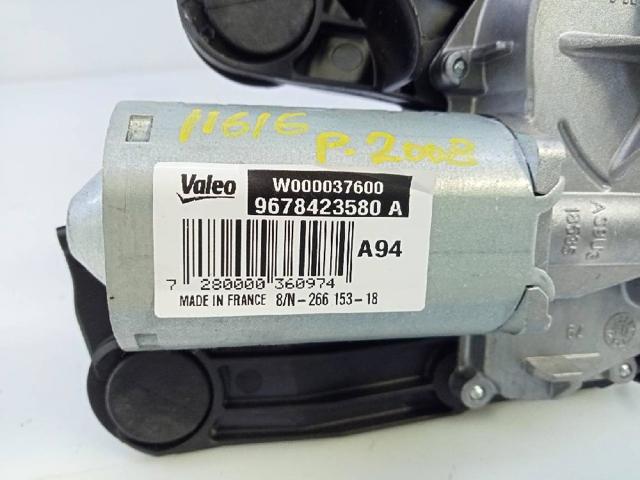 11616
P. 2008
Valeo
W000037600
9678423580 A
A94
7 280000 360974
MADE IN FRANCE 8/N-266 153-18